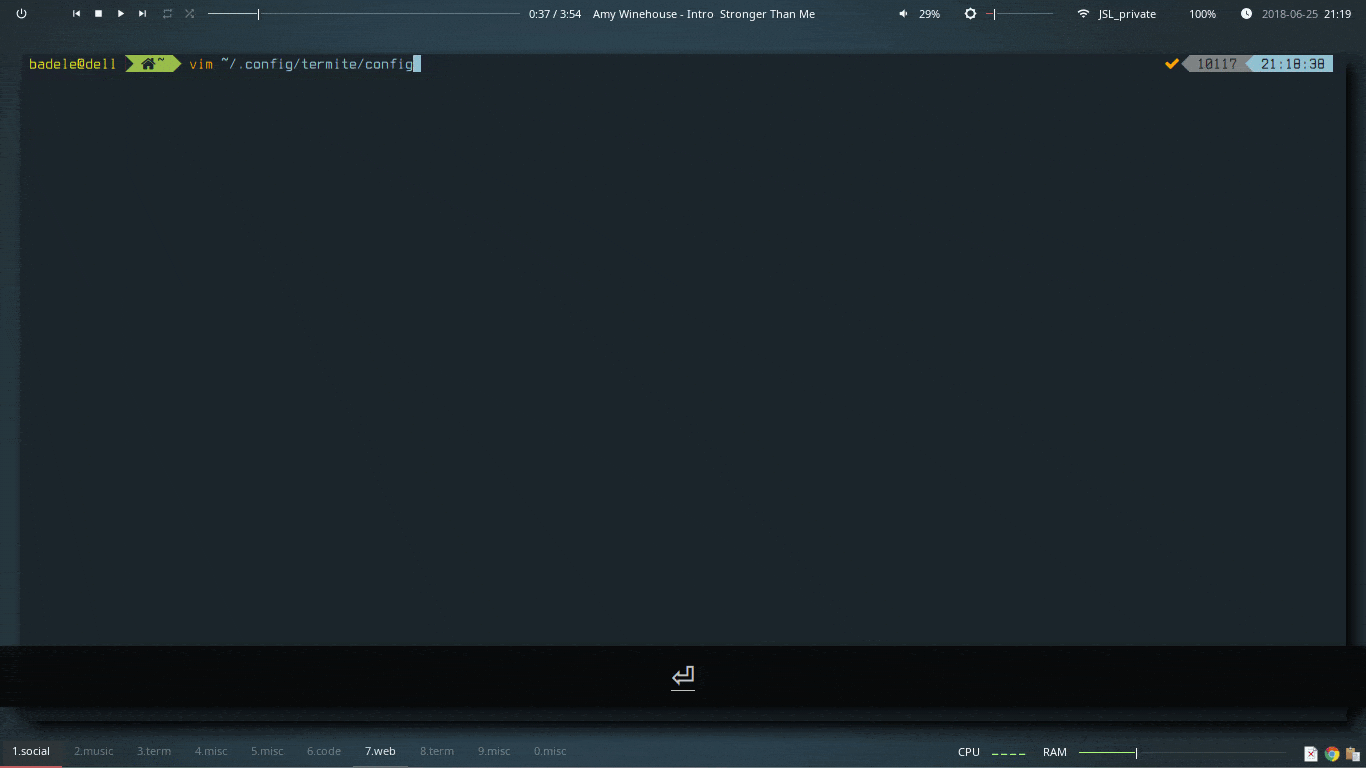 0:37 / 3:54 Amy Winehouse - Intro Stronger Than Me 29% JSL_private 100% 2018-06-25 21:19
badele@dell ~ vim ~/.config/termite/config 10117 21:18:38
1.social 2.music 3.term 4.misc 5.misc 6.code 7.web 8.term 9.misc 0.misc CPU RAM